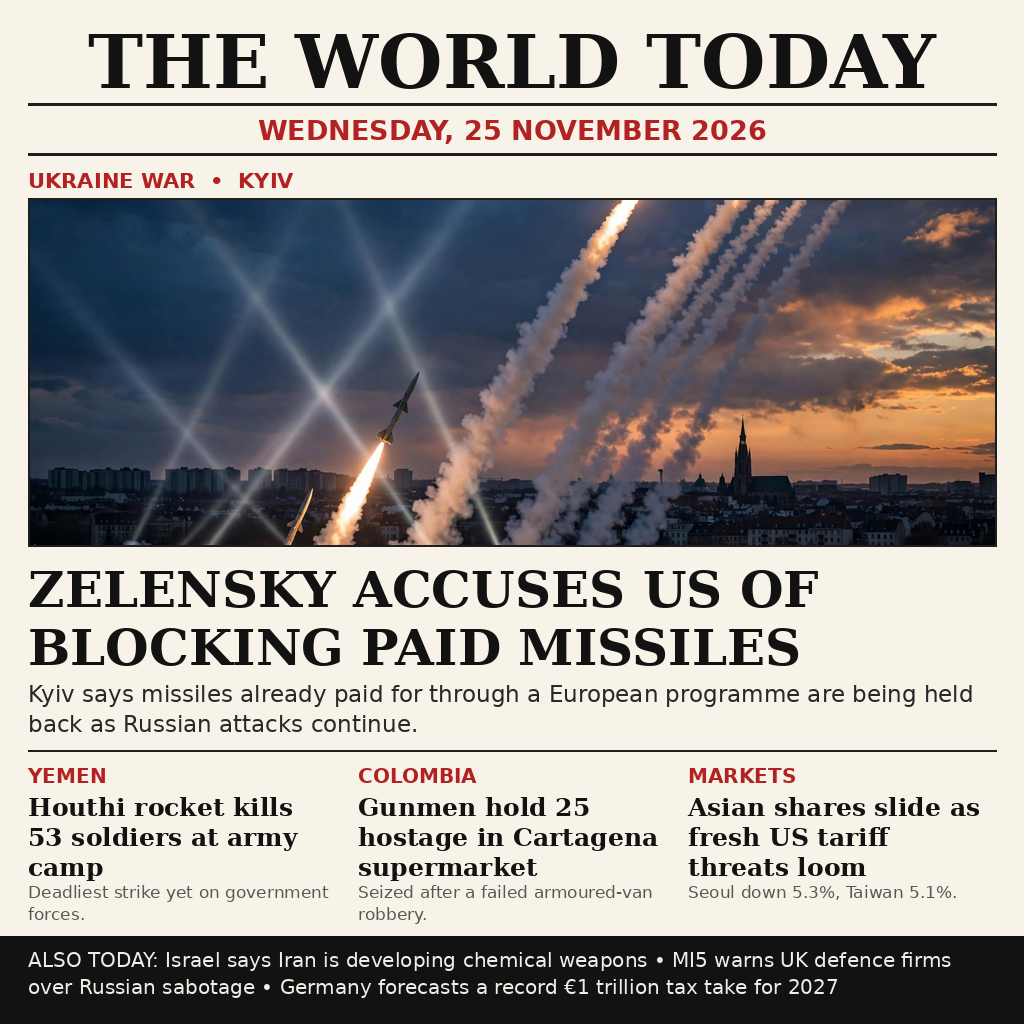 THE WORLD TODAY
WEDNESDAY, 25 NOVEMBER 2026
UKRAINE WAR • KYIV
ZELENSKY ACCUSES US OF
BLOCKING PAID MISSILES
Kyiv says missiles already paid for through a European programme are being held
back as Russian attacks continue.
YEMEN
Houthi rocket kills
53 soldiers at army
camp
Deadliest strike yet on government
forces.
COLOMBIA
Gunmen hold 25
hostage in Cartagena
supermarket
Seized after a failed armoured-van
robbery.
MARKETS
Asian shares slide as
fresh US tariff
threats loom
Seoul down 5.3%, Taiwan 5.1%.
ALSO TODAY: Israel says Iran is developing chemical weapons • MI5 warns UK defence firms
over Russian sabotage • Germany forecasts a record €1 trillion tax take for 2027